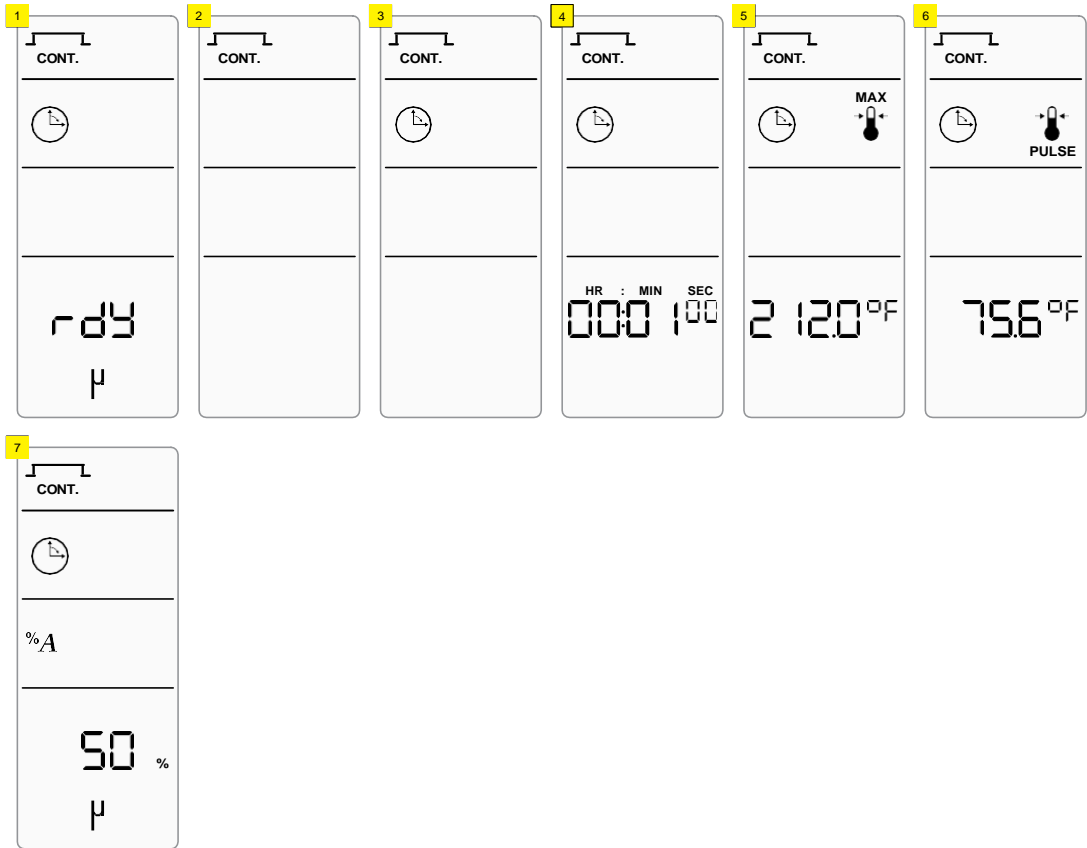 1
CONT.
rdY
μ
2
CONT.
3
CONT.
4
CONT.
HR : MIN SEC
00:01 00
5
CONT.
MAX
212.0°F
6
CONT.
PULSE
75.6°F
7
CONT.
%A
50 %
μ